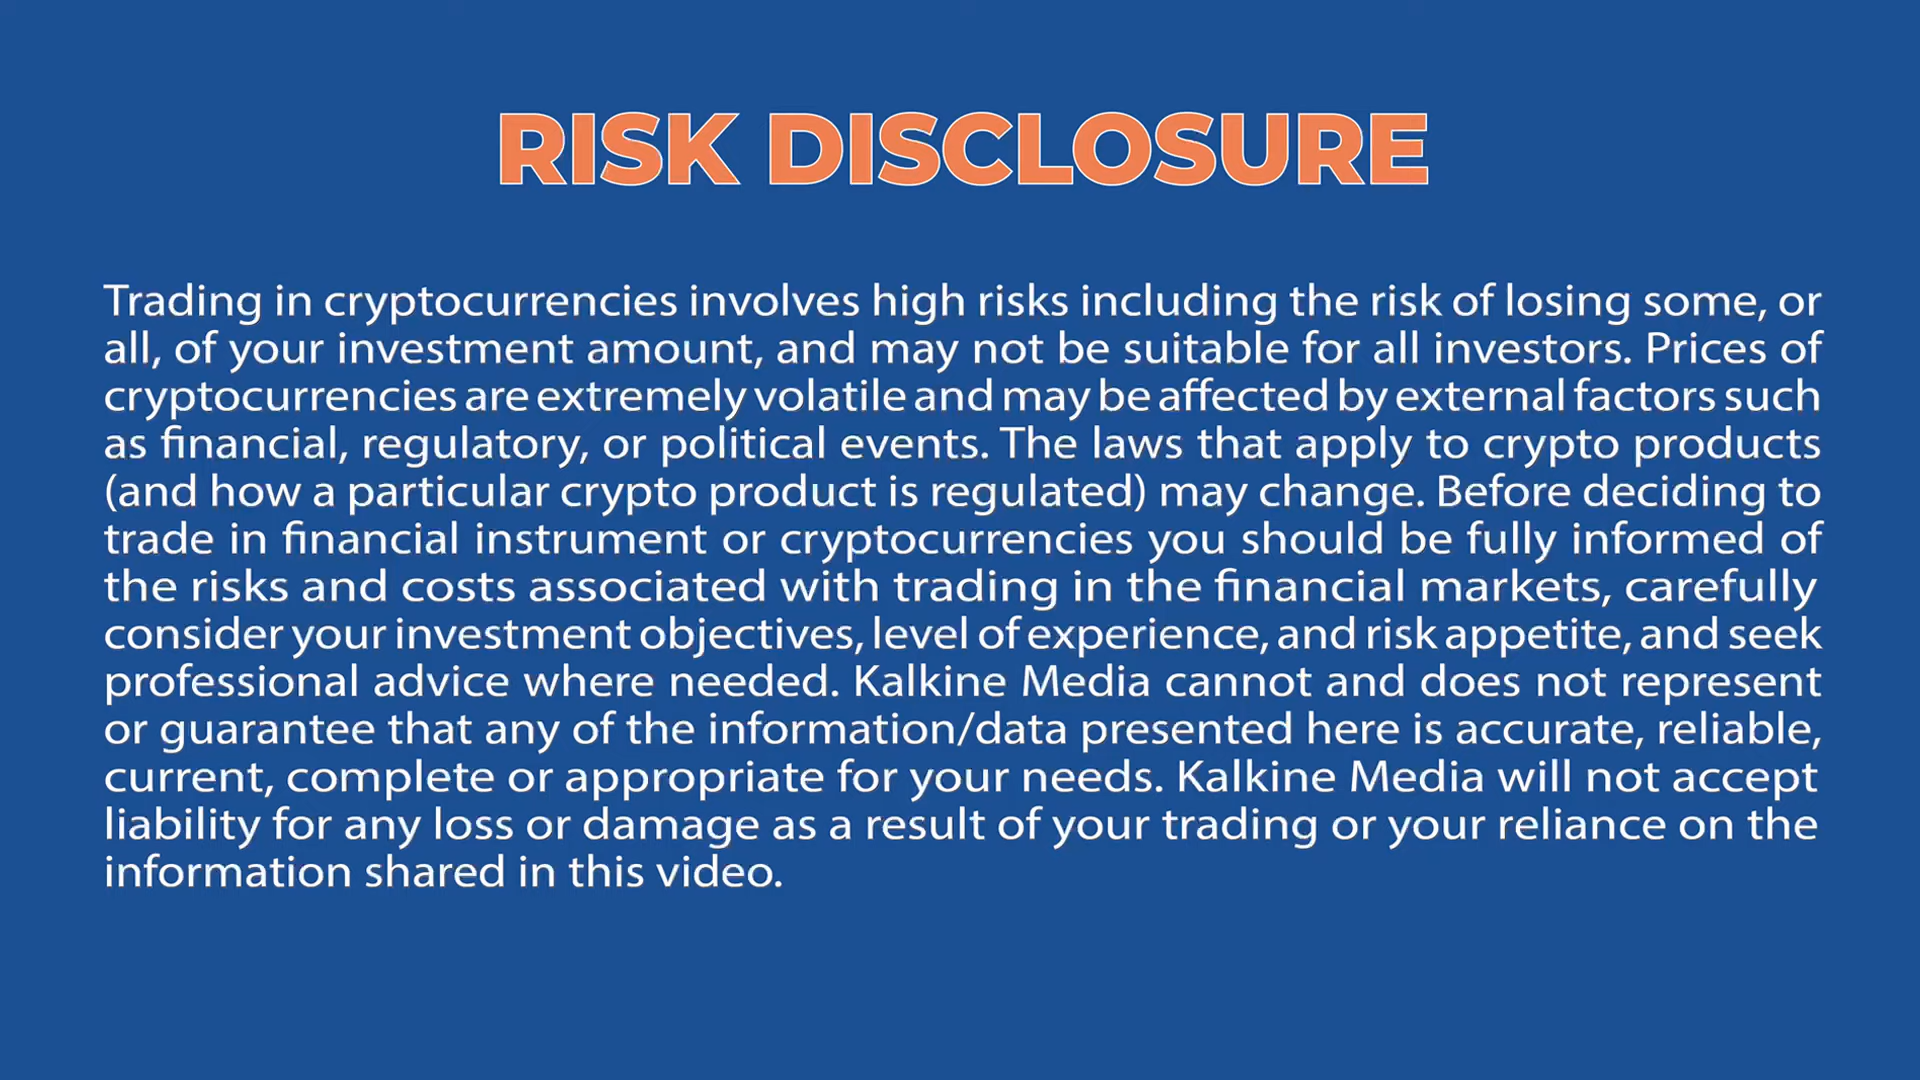 RISK DISCLOSURE
Trading in cryptocurrencies involves high risks including the risk of losing some, or
all, of your investment amount, and may not be suitable for all investors. Prices of
cryptocurrencies are extremely volatile and may be affected by external factors such
as financial, regulatory, or political events. The laws that apply to crypto products
(and how a particular crypto product is regulated) may change. Before deciding to
trade in financial instrument or cryptocurrencies you should be fully informed of
the risks and costs associated with trading in the financial markets, carefully
consider your investment objectives, level of experience, and risk appetite, and seek
professional advice where needed. Kalkine Media cannot and does not represent
or guarantee that any of the information/data presented here is accurate, reliable,
current, complete or appropriate for your needs. Kalkine Media will not accept
liability for any loss or damage as a result of your trading or your reliance on the
information shared in this video.